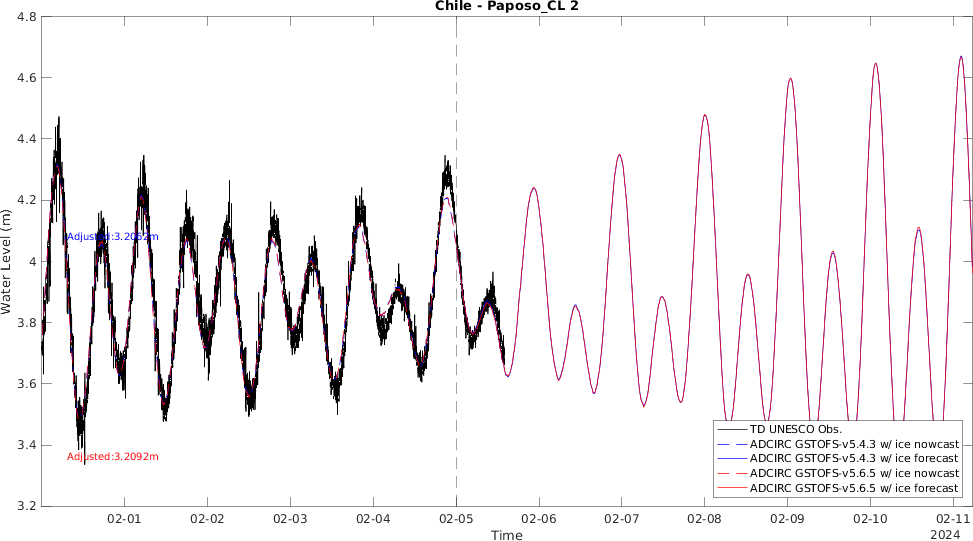 Chile - Paposo_CL 2
4.8
4.6
4.4
4.2
4
3.8
3.6
3.4
3.2
Water Level (m)
Adjusted:3.2092m
TD UNESCO Obs.
ADCIRC GSTOFS-v5.4.3 w/ ice nowcast
ADCIRC GSTOFS-v5.4.3 w/ ice forecast
ADCIRC GSTOFS-v5.6.5 w/ ice nowcast
ADCIRC GSTOFS-v5.6.5 w/ ice forecast
02-01 02-02 02-03 02-04 02-05 02-06 02-07 02-08 02-09 02-10 02-11
Time
2024